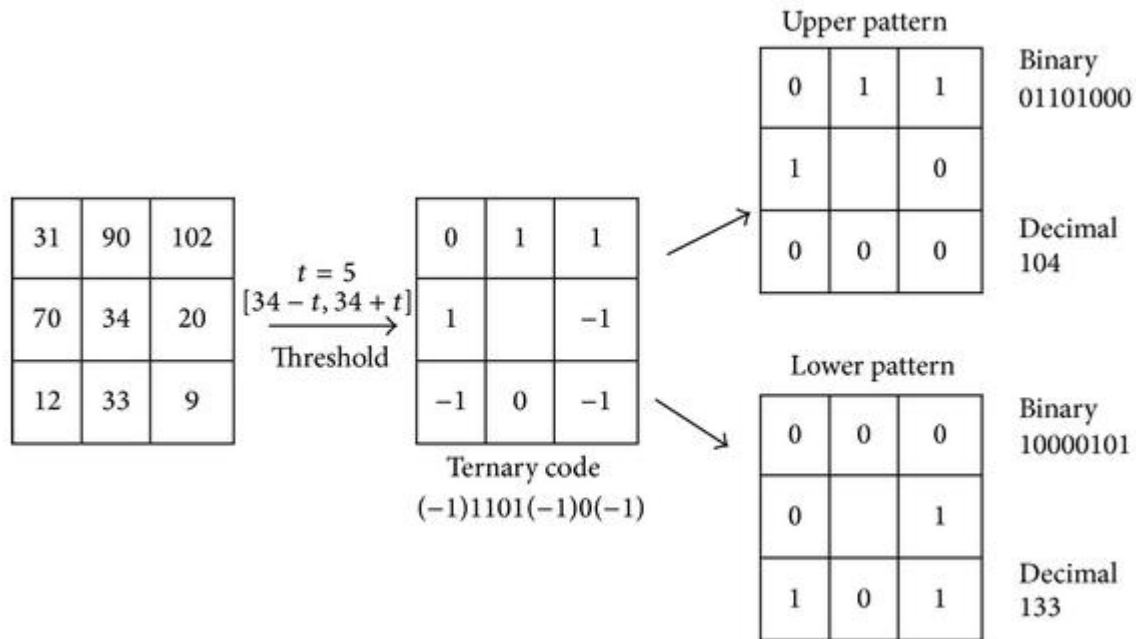 31 90 102
70 34 20
12 33 9
t = 5
[34 − t, 34 + t]
Threshold
0 1 1
1 −1
−1 0 −1
Ternary code
(−1)1101(−1)0(−1)
Upper pattern
0 1 1
1 0
0 0 0
Binary
01101000
Decimal
104
Lower pattern
0 0 0
0 1
1 0 1
Binary
10000101
Decimal
133